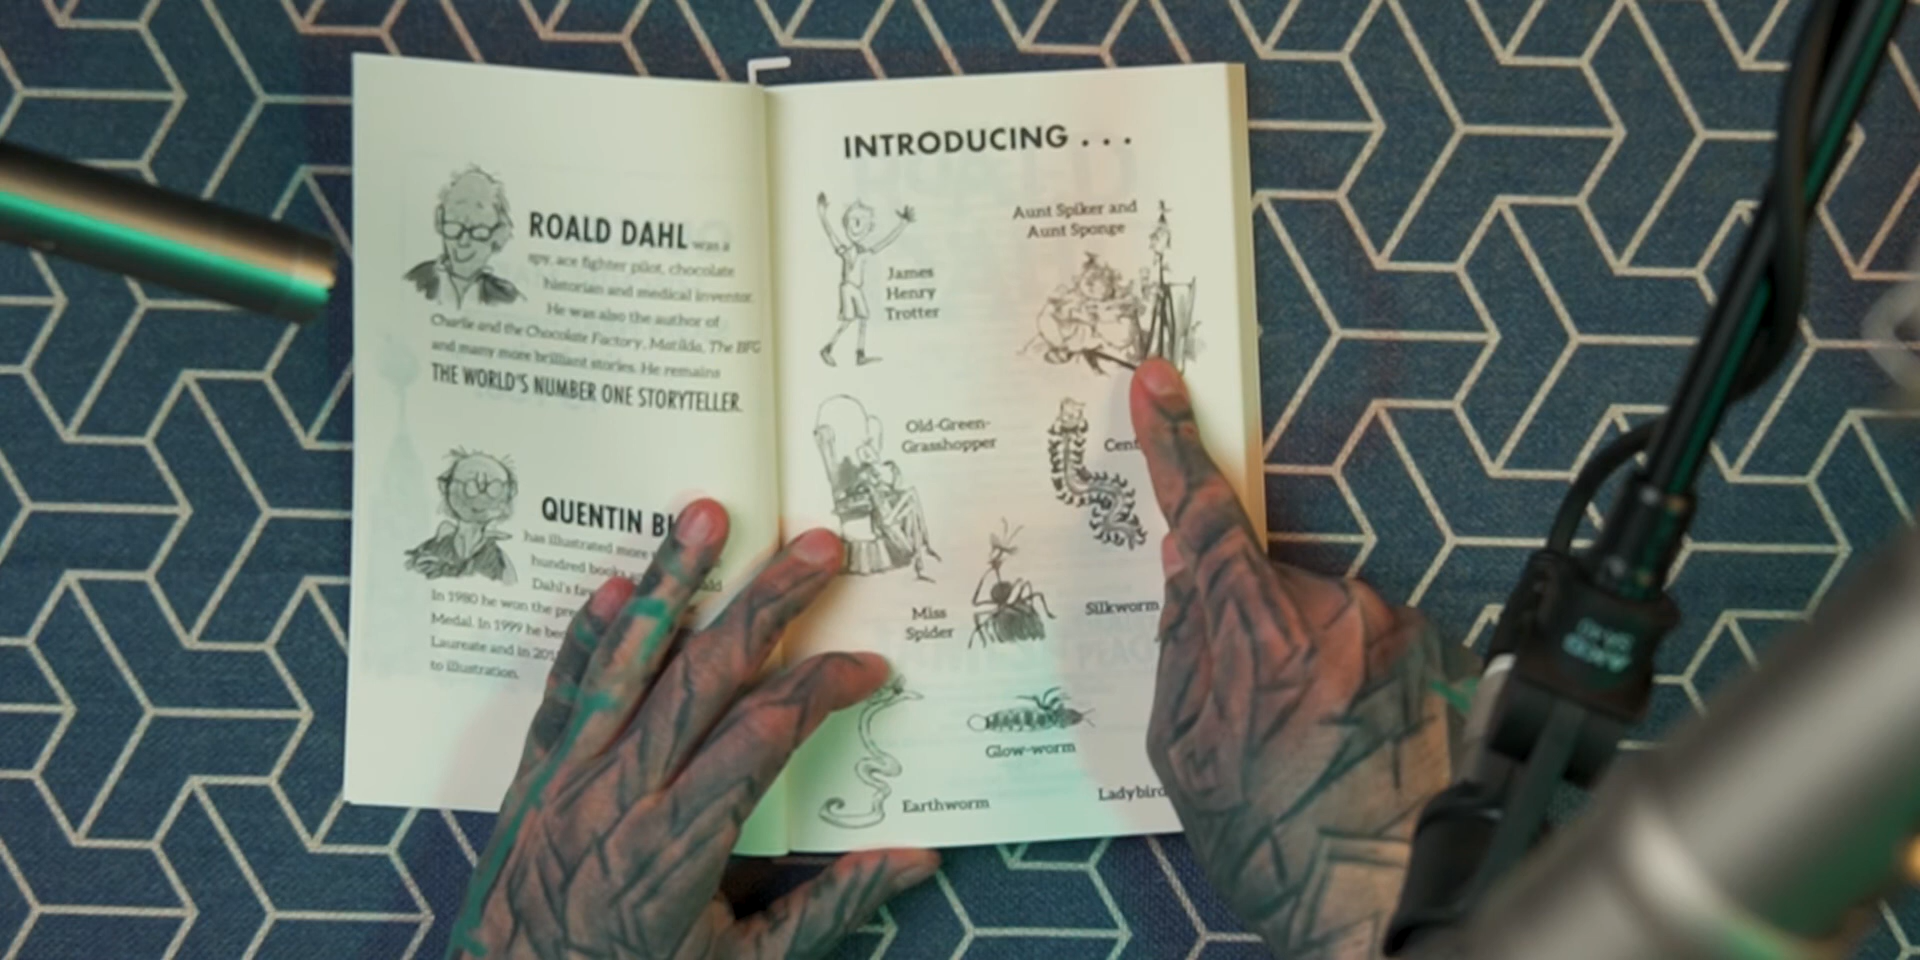 ROALD DAHL was a
spy, ace fighter pilot, chocolate
historian and medical inventor.
He was also the author of
Charlie and the Chocolate Factory, Matilda, The BFG
and many more brilliant stories. He remains
THE WORLD'S NUMBER ONE STORYTELLER.
QUENTIN
has illustrated more
hundred books
Dahl's
In 1980 he won the
Medal. In 1999 he
Laureate and in
to illustration.
INTRODUCING . . .
James
Henry
Trotter
Aunt Spiker and
Aunt Sponge
Old-Green-
Grasshopper
Cent
Miss
Spider
Silkworm
Glow-worm
Earthworm
Ladybird